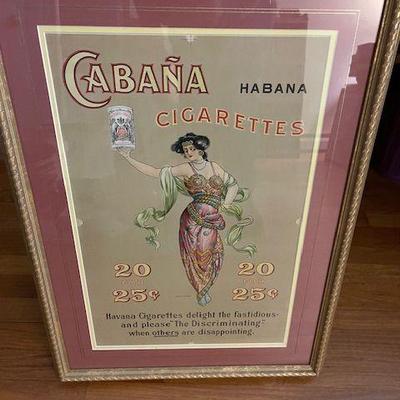 CABAÑA
HABANA
CIGARETTES
20
25¢
20
25¢
Havana Cigarettes delight the fastidious-
and please "The Discriminating"
when others are disappointing.